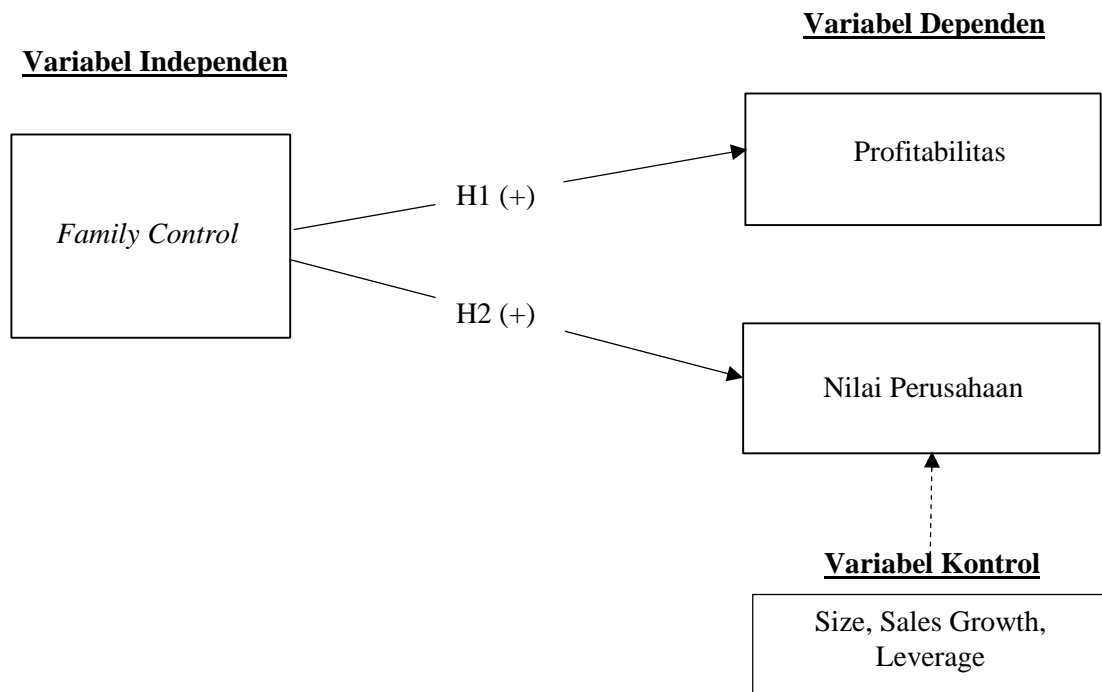 Variabel Dependen
Variabel Independen
Profitabilitas
H1 (+)
Family Control
H2 (+)
Nilai Perusahaan
Variabel Kontrol
Size, Sales Growth,
Leverage